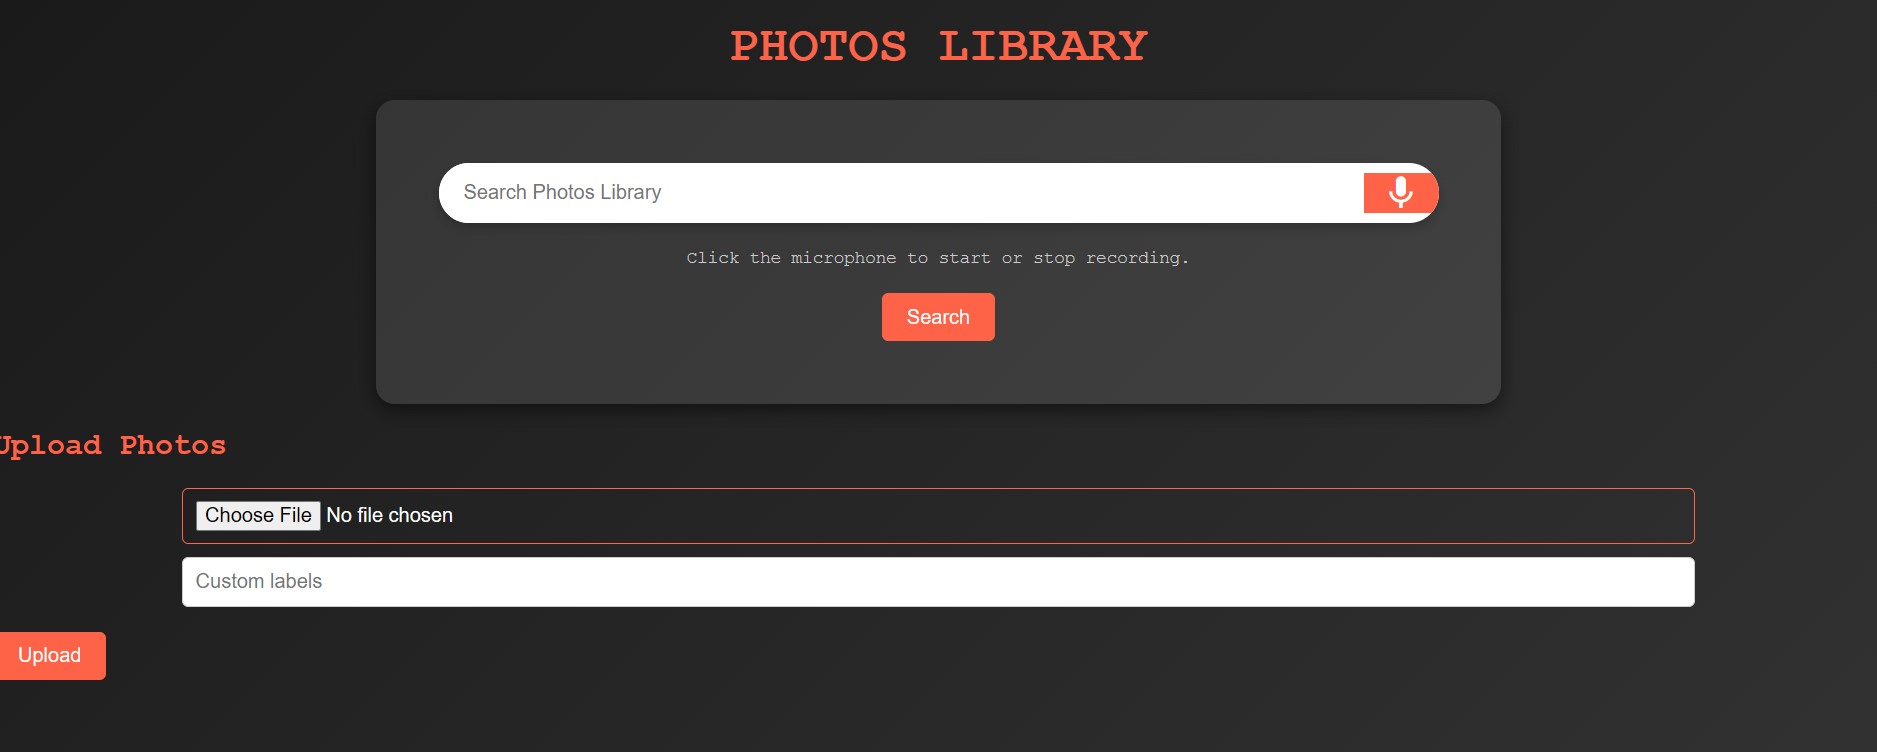 PHOTOS LIBRARY
Search Photos Library
Click the microphone to start or stop recording.
Search
Upload Photos
Choose File No file chosen
Custom labels
Upload